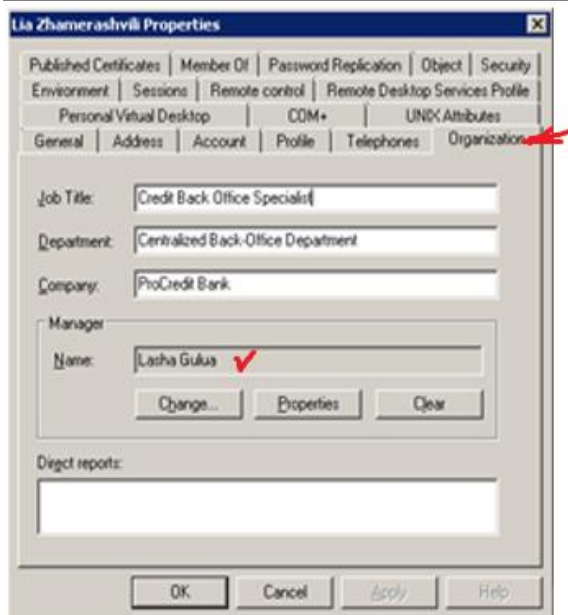 Lia Zhamerashvili Properties
Published Certificates Member Of Password Replication Object Security
Environment Sessions Remote control Remote Desktop Services Profile
Personal Virtual Desktop COM+ UNIX Attributes
General Address Account Profile Telephones Organization
Job Title: Credit Back Office Specialist
Department: Centralized Back-Office Department
Company: ProCredit Bank
Manager
Name: Lasha Gulua
Change... Properties Clear
Direct reports:
OK Cancel Apply Help